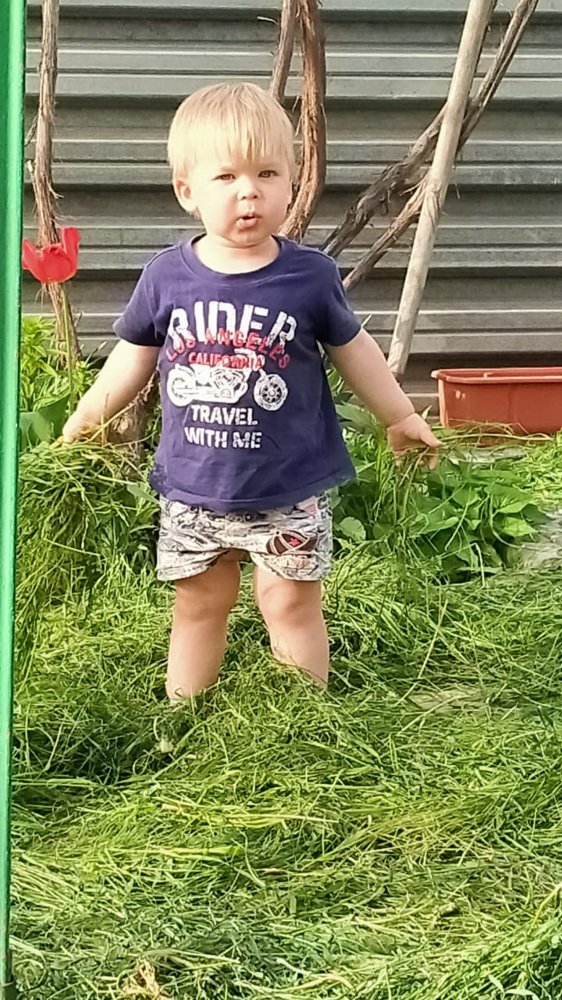 RIDER
LOS ANGELES
CALIFORNIA
TRAVEL
WITH ME